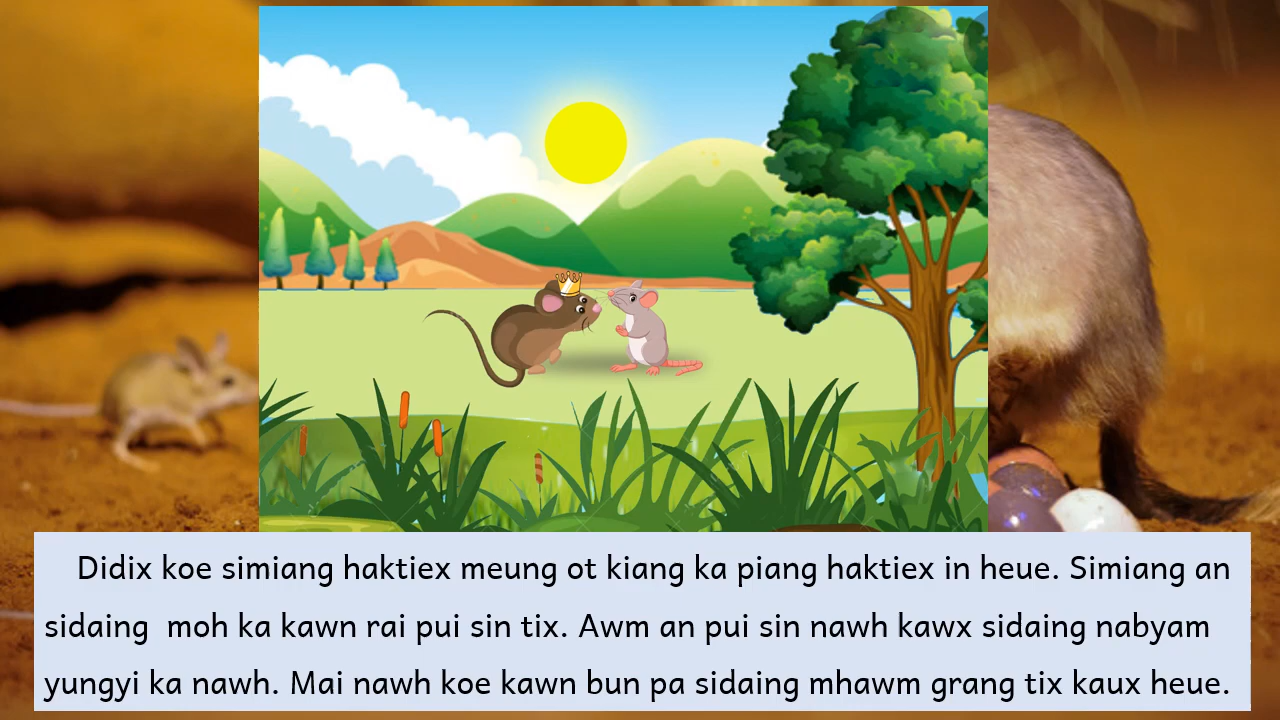 Didix koe simiang haktiex meung ot kiang ka piang haktiex in heue. Simiang an
sidaing moh ka kawn rai pui sin tix. Awm an pui sin nawh kawx sidaing nabyam
yungyi ka nawh. Mai nawh koe kawn bun pa sidaing mhawm grang tix kaux heue.